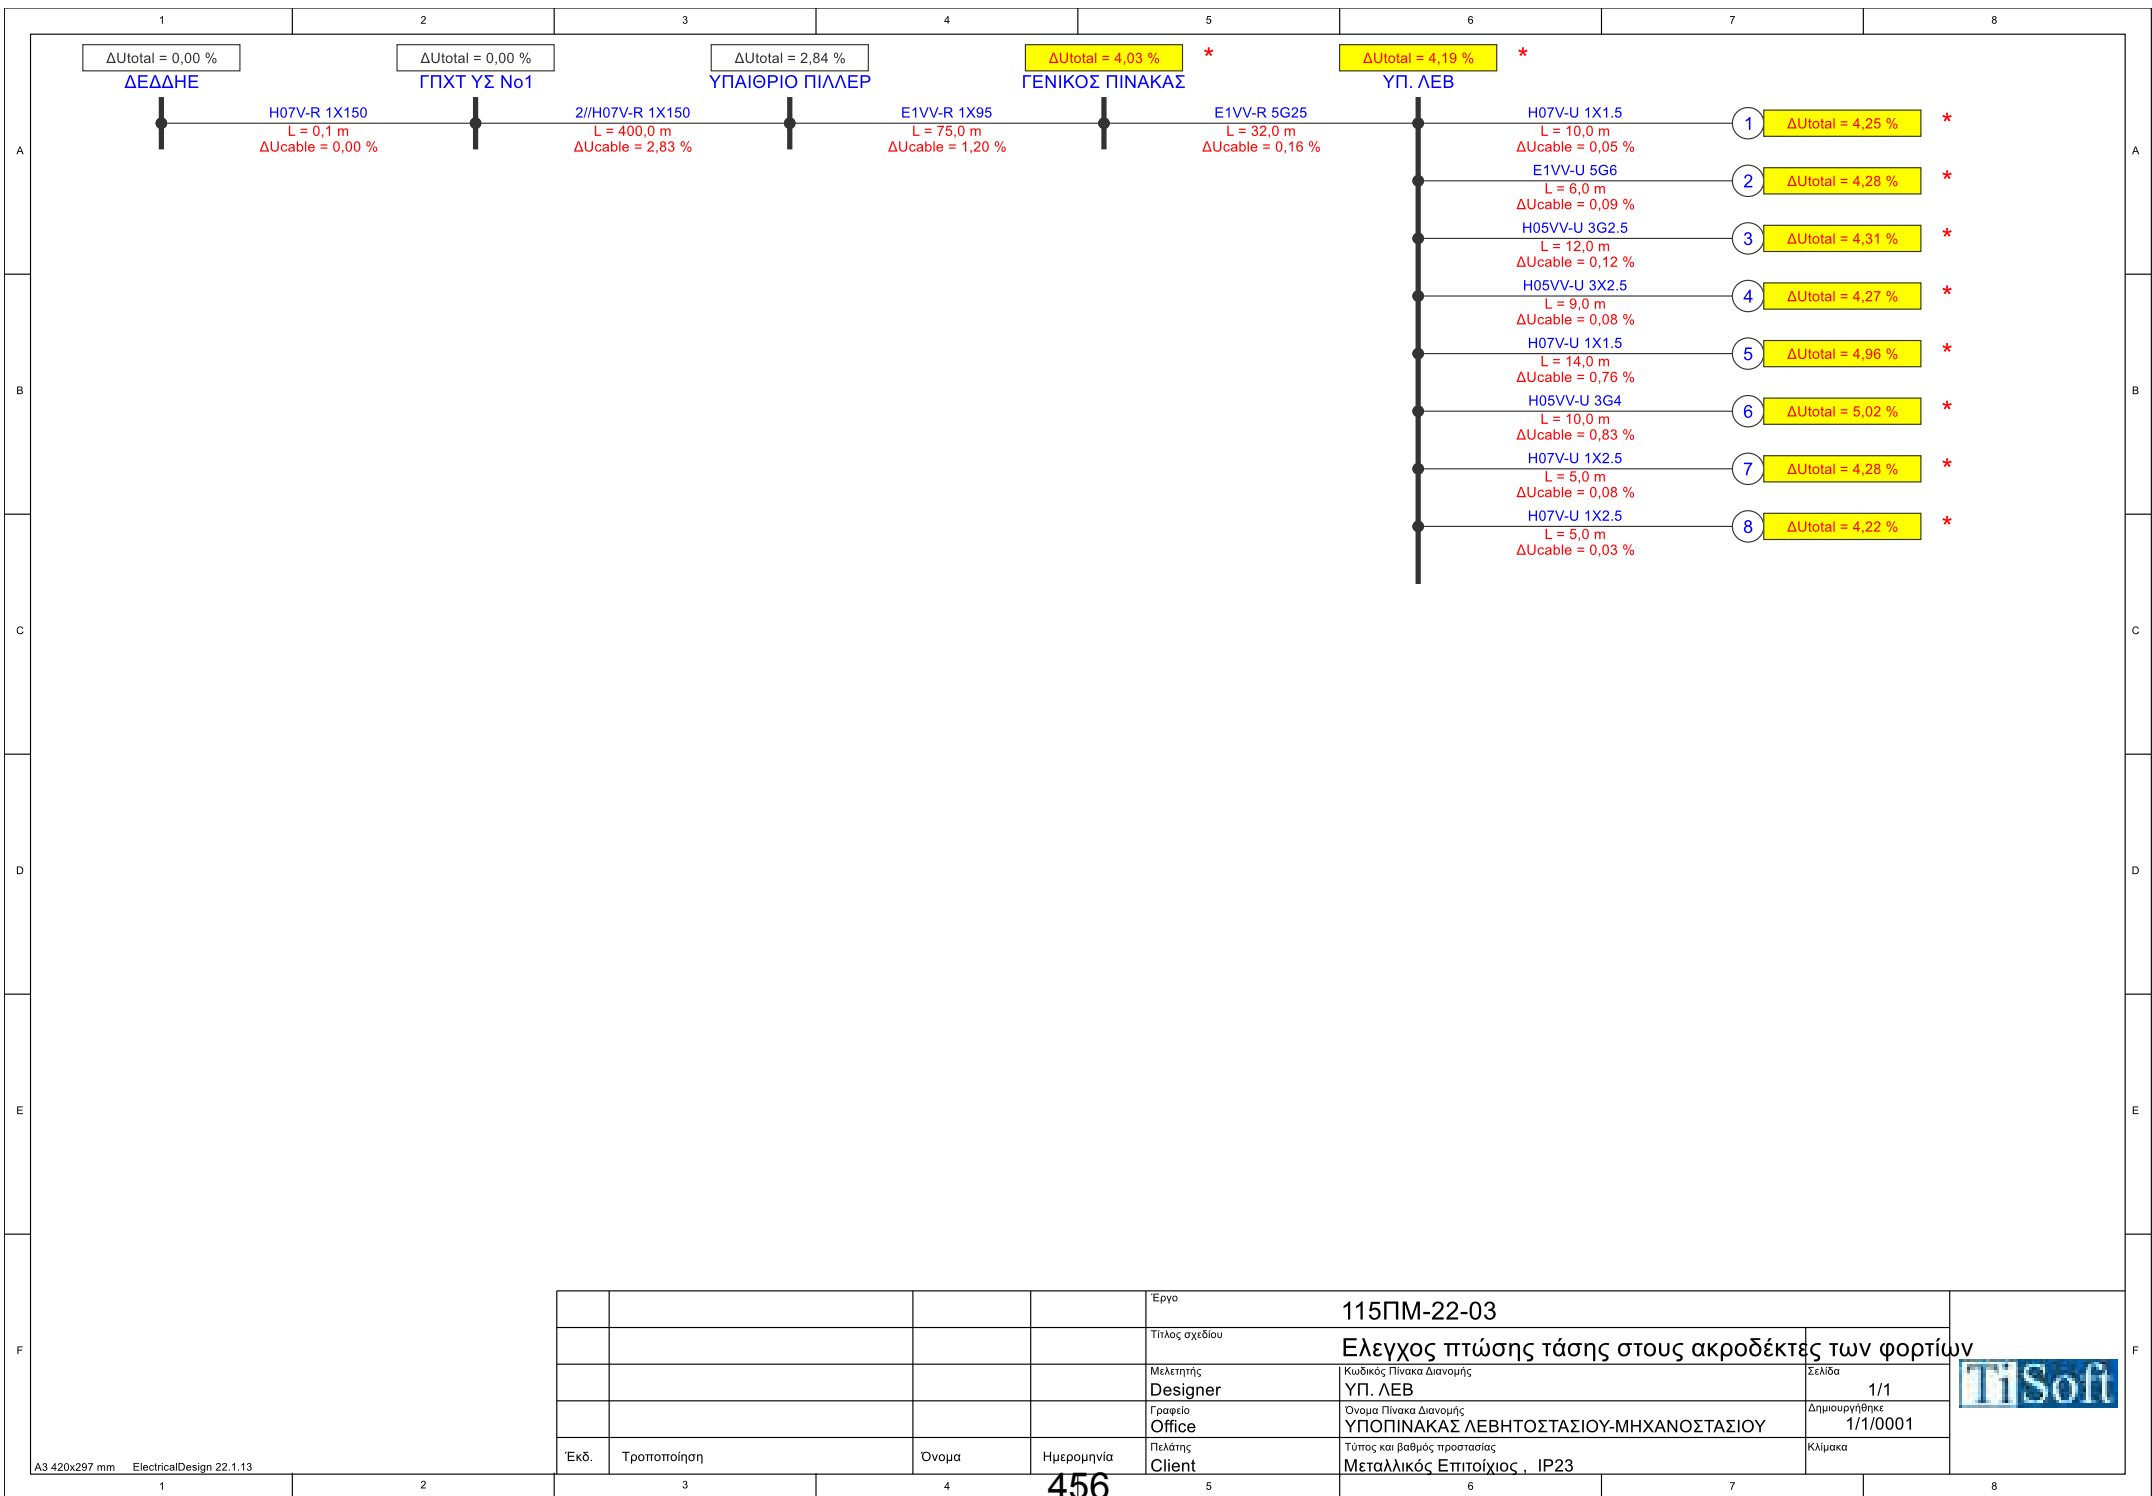 1 2 3 4 5 6 7 8
ΔUtotal = 0,00 % ΔUtotal = 0,00 % ΔUtotal = 2,84 % ΔUtotal = 4,03 % * ΔUtotal = 4,19 % *
ΔΕΔΔΗΕ ΓΠΧΤ ΥΣ Νο1 ΥΠΑΙΘΡΙΟ ΠΙΛΛΕΡ ΓΕΝΙΚΟΣ ΠΙΝΑΚΑΣ ΥΠ. ΛΕΒ
H07V-R 1X150 2//H07V-R 1X150 E1VV-R 1X95 E1VV-R 5G25 H07V-U 1X1.5
1 ΔUtotal = 4,25 % *
L = 0,1 m L = 400,0 m L = 75,0 m L = 32,0 m L = 10,0 m
ΔUcable = 0,00 % ΔUcable = 2,83 % ΔUcable = 1,20 % ΔUcable = 0,16 % ΔUcable = 0,05 %
A A
E1VV-U 5G6
2 ΔUtotal = 4,28 % *
L = 6,0 m
ΔUcable = 0,09 %
H05VV-U 3G2.5
3 ΔUtotal = 4,31 % *
L = 12,0 m
ΔUcable = 0,12 %
H05VV-U 3X2.5
4 ΔUtotal = 4,27 % *
L = 9,0 m
ΔUcable = 0,08 %
H07V-U 1X1.5
5 ΔUtotal = 4,96 % *
L = 14,0 m
ΔUcable = 0,76 %
B B
H05VV-U 3G4
6 ΔUtotal = 5,02 % *
L = 10,0 m
ΔUcable = 0,83 %
H07V-U 1X2.5
7 ΔUtotal = 4,28 % *
L = 5,0 m
ΔUcable = 0,08 %
H07V-U 1X2.5
8 ΔUtotal = 4,22 % *
L = 5,0 m
ΔUcable = 0,03 %
C C
D D
E E
Έργο
115ΠΜ-22-03
Τίτλος σχεδίου
Ελεγχος πτώσης τάσης στους ακροδέκτες των φορτίων
F F
Μελετητής Κωδικός Πίνακα Διανομής Σελίδα
Designer ΥΠ. ΛΕΒ 1/1
TiSoft
Γραφείο Όνομα Πίνακα Διανομής Δημιουργήθηκε
Office ΥΠΟΠΙΝΑΚΑΣ ΛΕΒΗΤΟΣΤΑΣΙΟΥ-ΜΗΧΑΝΟΣΤΑΣΙΟΥ 1/1/0001
Πελάτης Τύπος και βαθμός προστασίας Κλίμακα
Έκδ. Τροποποίηση Όνομα Ημερομηνία
Client Μεταλλικός Επιτοίχιος , IP23
A3 420x297 mm ElectricalDesign 22.1.13
456
1 2 3 4 5 6 7 8